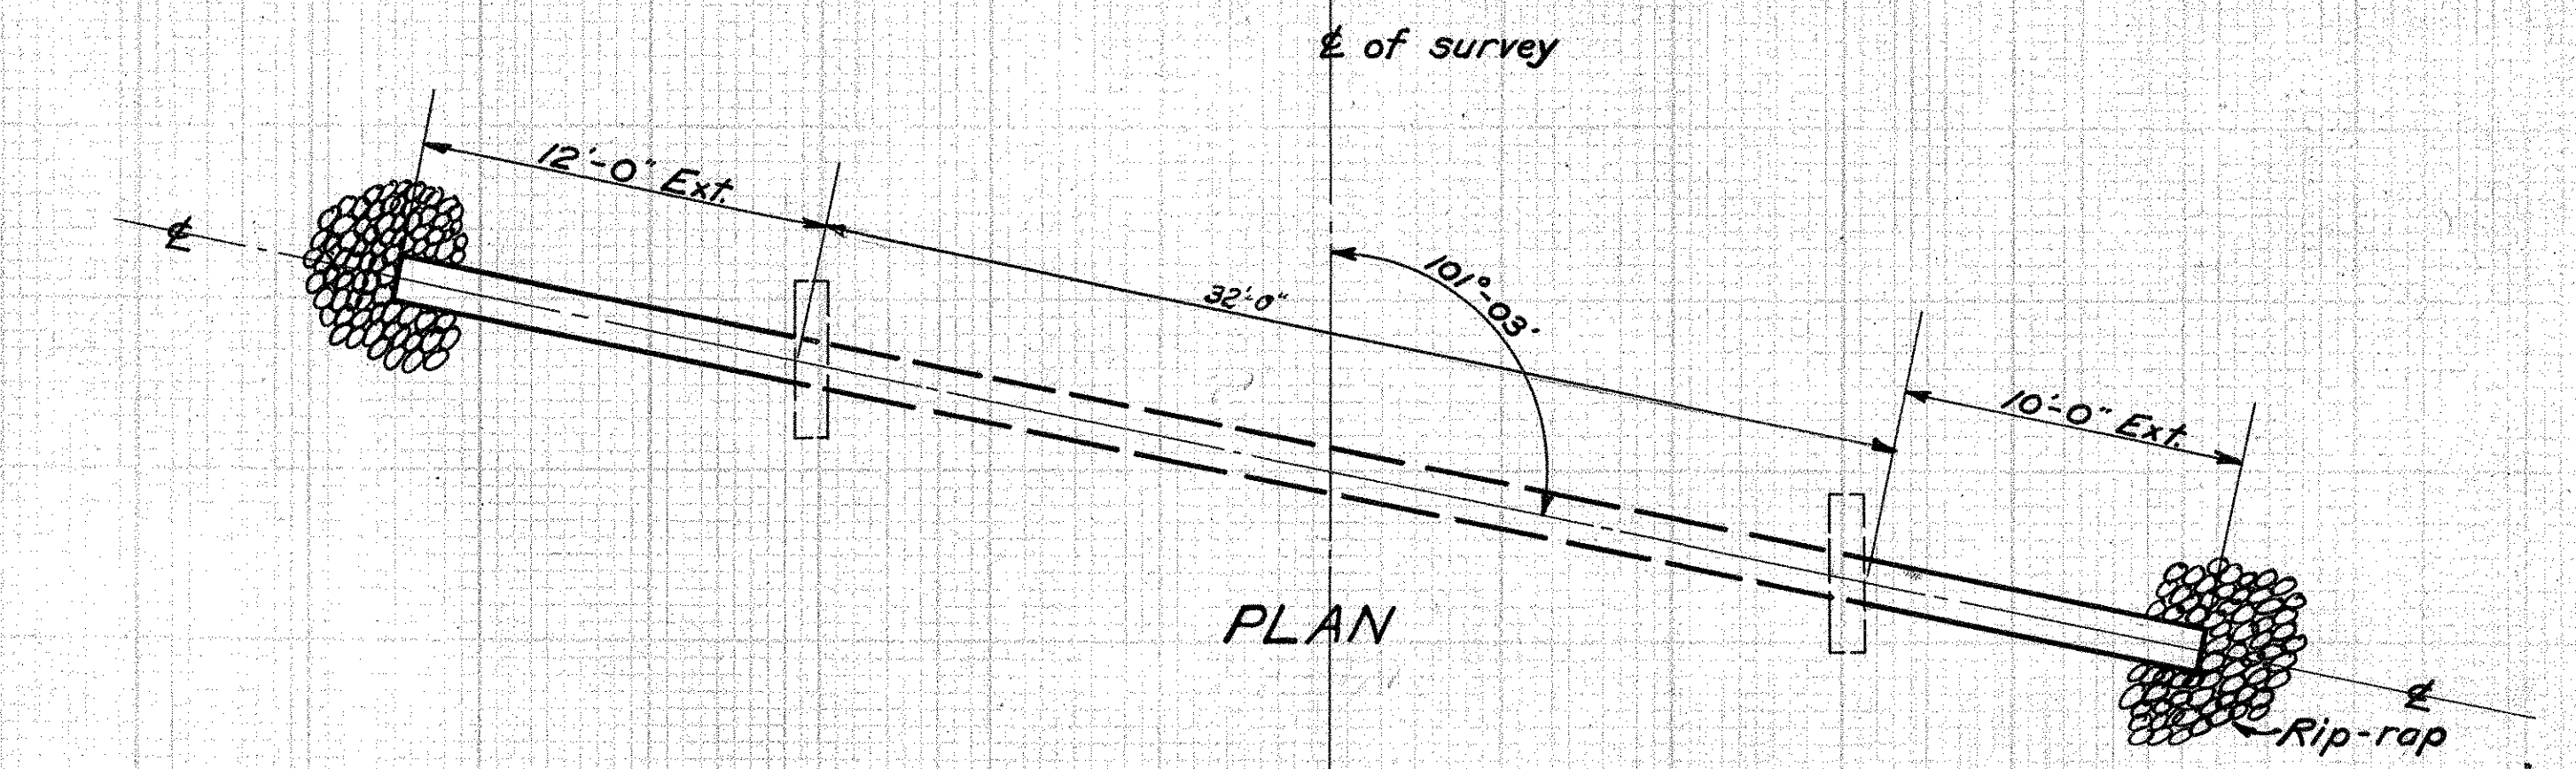 ℄ of survey
12'-0" Ext.
32'-0"
101°-03'
10'-0" Ext.
℄
PLAN
℄
Rip-rap